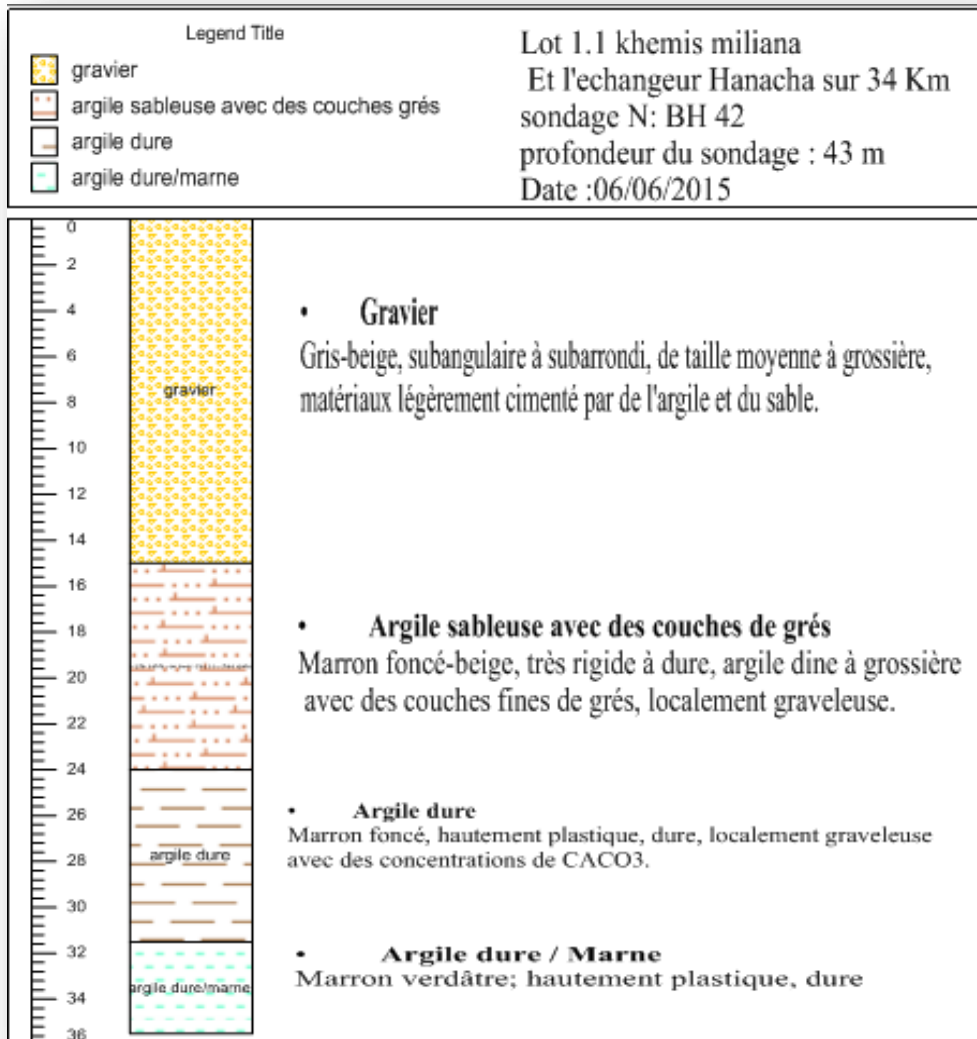 Legend Title
gravier
argile sableuse avec des couches grés
argile dure
argile dure/marne
Lot 1.1 khemis miliana
Et l'echangeur Hanacha sur 34 Km
sondage N: BH 42
profondeur du sondage : 43 m
Date :06/06/2015
0
2
4
6
8
10
12
14
16
18
20
22
24
26
28
30
32
34
36
gravier
argile dure
argile dure/marne
• Gravier
Gris-beige, subangulaire à subarrondi, de taille moyenne à grossière,
matériaux légèrement cimenté par de l'argile et du sable.
• Argile sableuse avec des couches de grés
Marron foncé-beige, très rigide à dure, argile dine à grossière
avec des couches fines de grés, localement graveleuse.
• Argile dure
Marron foncé, hautement plastique, dure, localement graveleuse
avec des concentrations de CACO3.
• Argile dure / Marne
Marron verdâtre; hautement plastique, dure